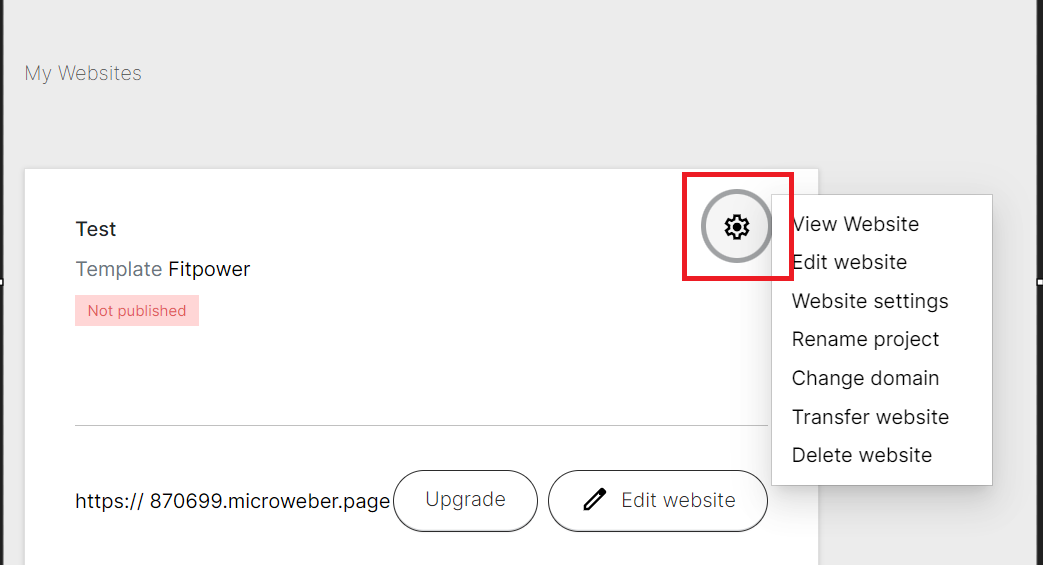 My Websites
Test
Template Fitpower
Not published
View Website
Edit website
Website settings
Rename project
Change domain
Transfer website
Delete website
https:// 870699.microweber.page
Upgrade
Edit website